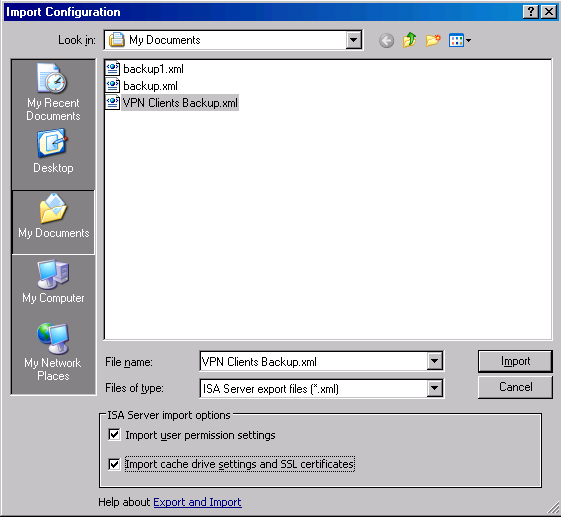 Import Configuration
Look in:
My Documents
My Recent
Documents
Desktop
My Documents
My Computer
My Network
Places
backup1.xml
backup.xml
VPN Clients Backup.xml
File name:
VPN Clients Backup.xml
Import
Files of type:
ISA Server export files (*.xml)
Cancel
ISA Server import options
Import user permission settings
Import cache drive settings and SSL certificates
Help about Export and Import